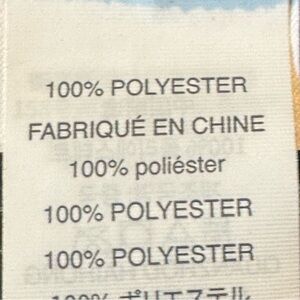 100% POLYESTER
FABRIQUÉ EN CHINE
100% poliéster
100% POLYESTER
100% POLYESTER
100% ポリエステル